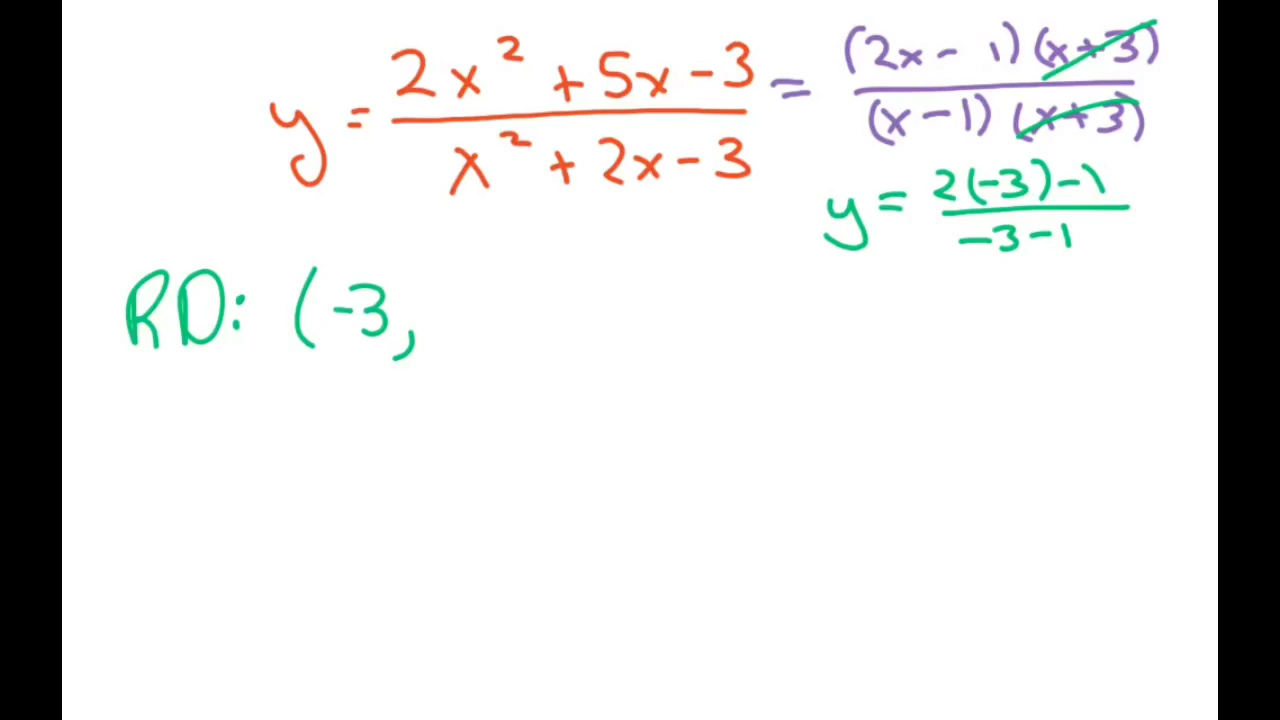 y = (2x² + 5x - 3)/(x² + 2x - 3) = ((2x - 1)(x + 3))/((x - 1)(x + 3))
y = (2(-3) - 1)/(-3 - 1)
RD: (-3,